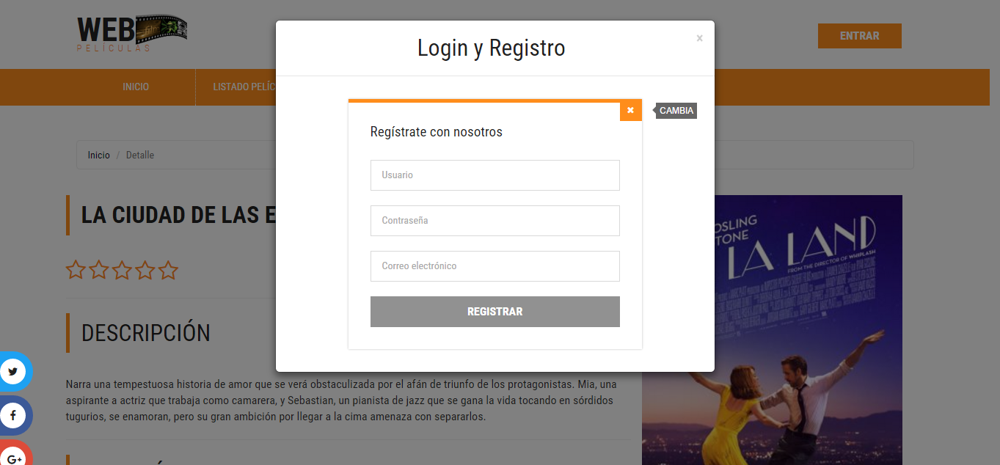 WEB
PELÍCULAS
ENTRAR
INICIO
LISTADO PELÍC
Login y Registro
×
CAMBIA
Regístrate con nosotros
Usuario
Contraseña
Correo electrónico
REGISTRAR
Inicio / Detalle
LA CIUDAD DE LAS E
OSLING
TONE
LA LAND
FROM THE DIRECTOR OF WHIPLASH
DESCRIPCIÓN
Narra una tempestuosa historia de amor que se verá obstaculizada por el afán de triunfo de los protagonistas. Mia, una
aspirante a actriz que trabaja como camarera, y Sebastian, un pianista de jazz que se gana la vida tocando en sórdidos
tugurios, se enamoran, pero su gran ambición por llegar a la cima amenaza con separarlos.
G+